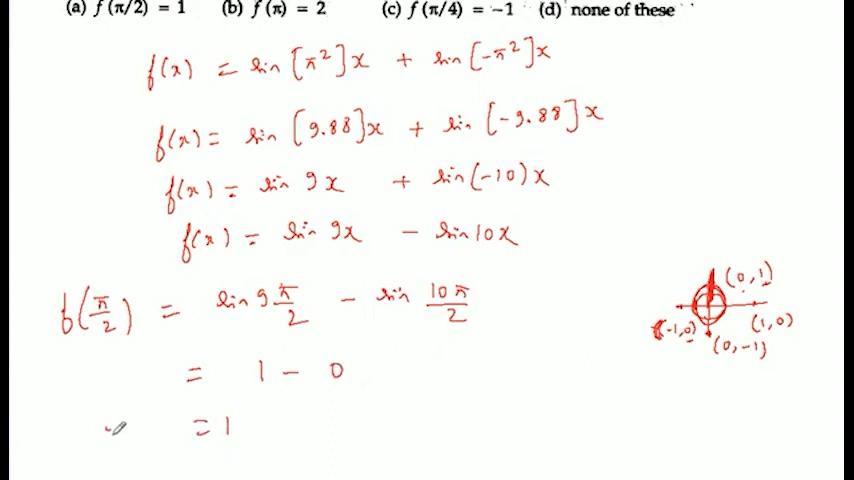 (a) f(π/2) = 1 (b) f(π) = 2 (c) f(π/4) = −1 (d) none of these
f(x) = sin [π²]x + sin [-π²]x
f(x) = sin [9.88]x + sin [-9.88]x
f(x) = sin 9x + sin(-10)x
f(x) = sin 9x − sin 10x
f(π/2) = sin 9 π/2 − sin 10π/2
= 1 − 0
= 1
(0, 1)
(-1, 0) (1, 0)
(0, -1)